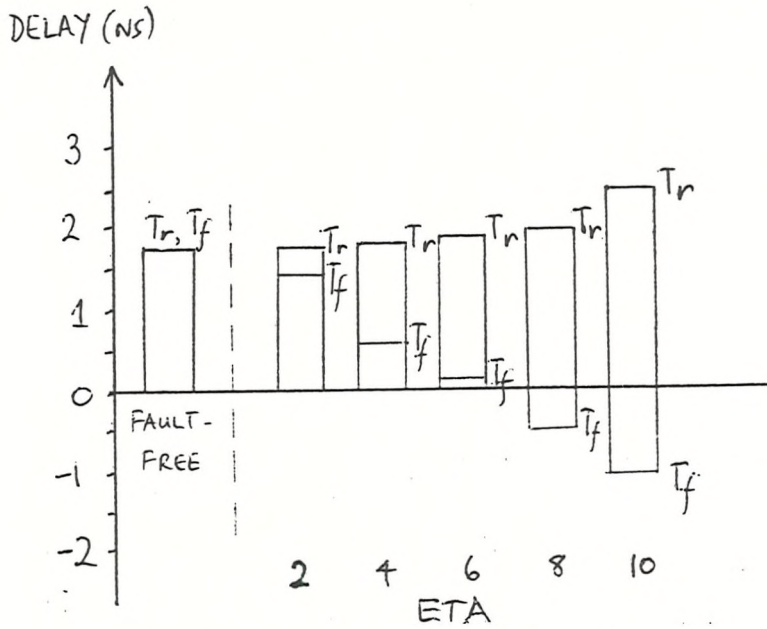 DELAY (NS)
3
2
1
0
-1
-2
Tr, Tf
FAULT-
FREE
Tr
Tf
Tr
Tf
Tr
Tf
Tr
Tf
Tr
Tf
2 4 6 8 10
ETA